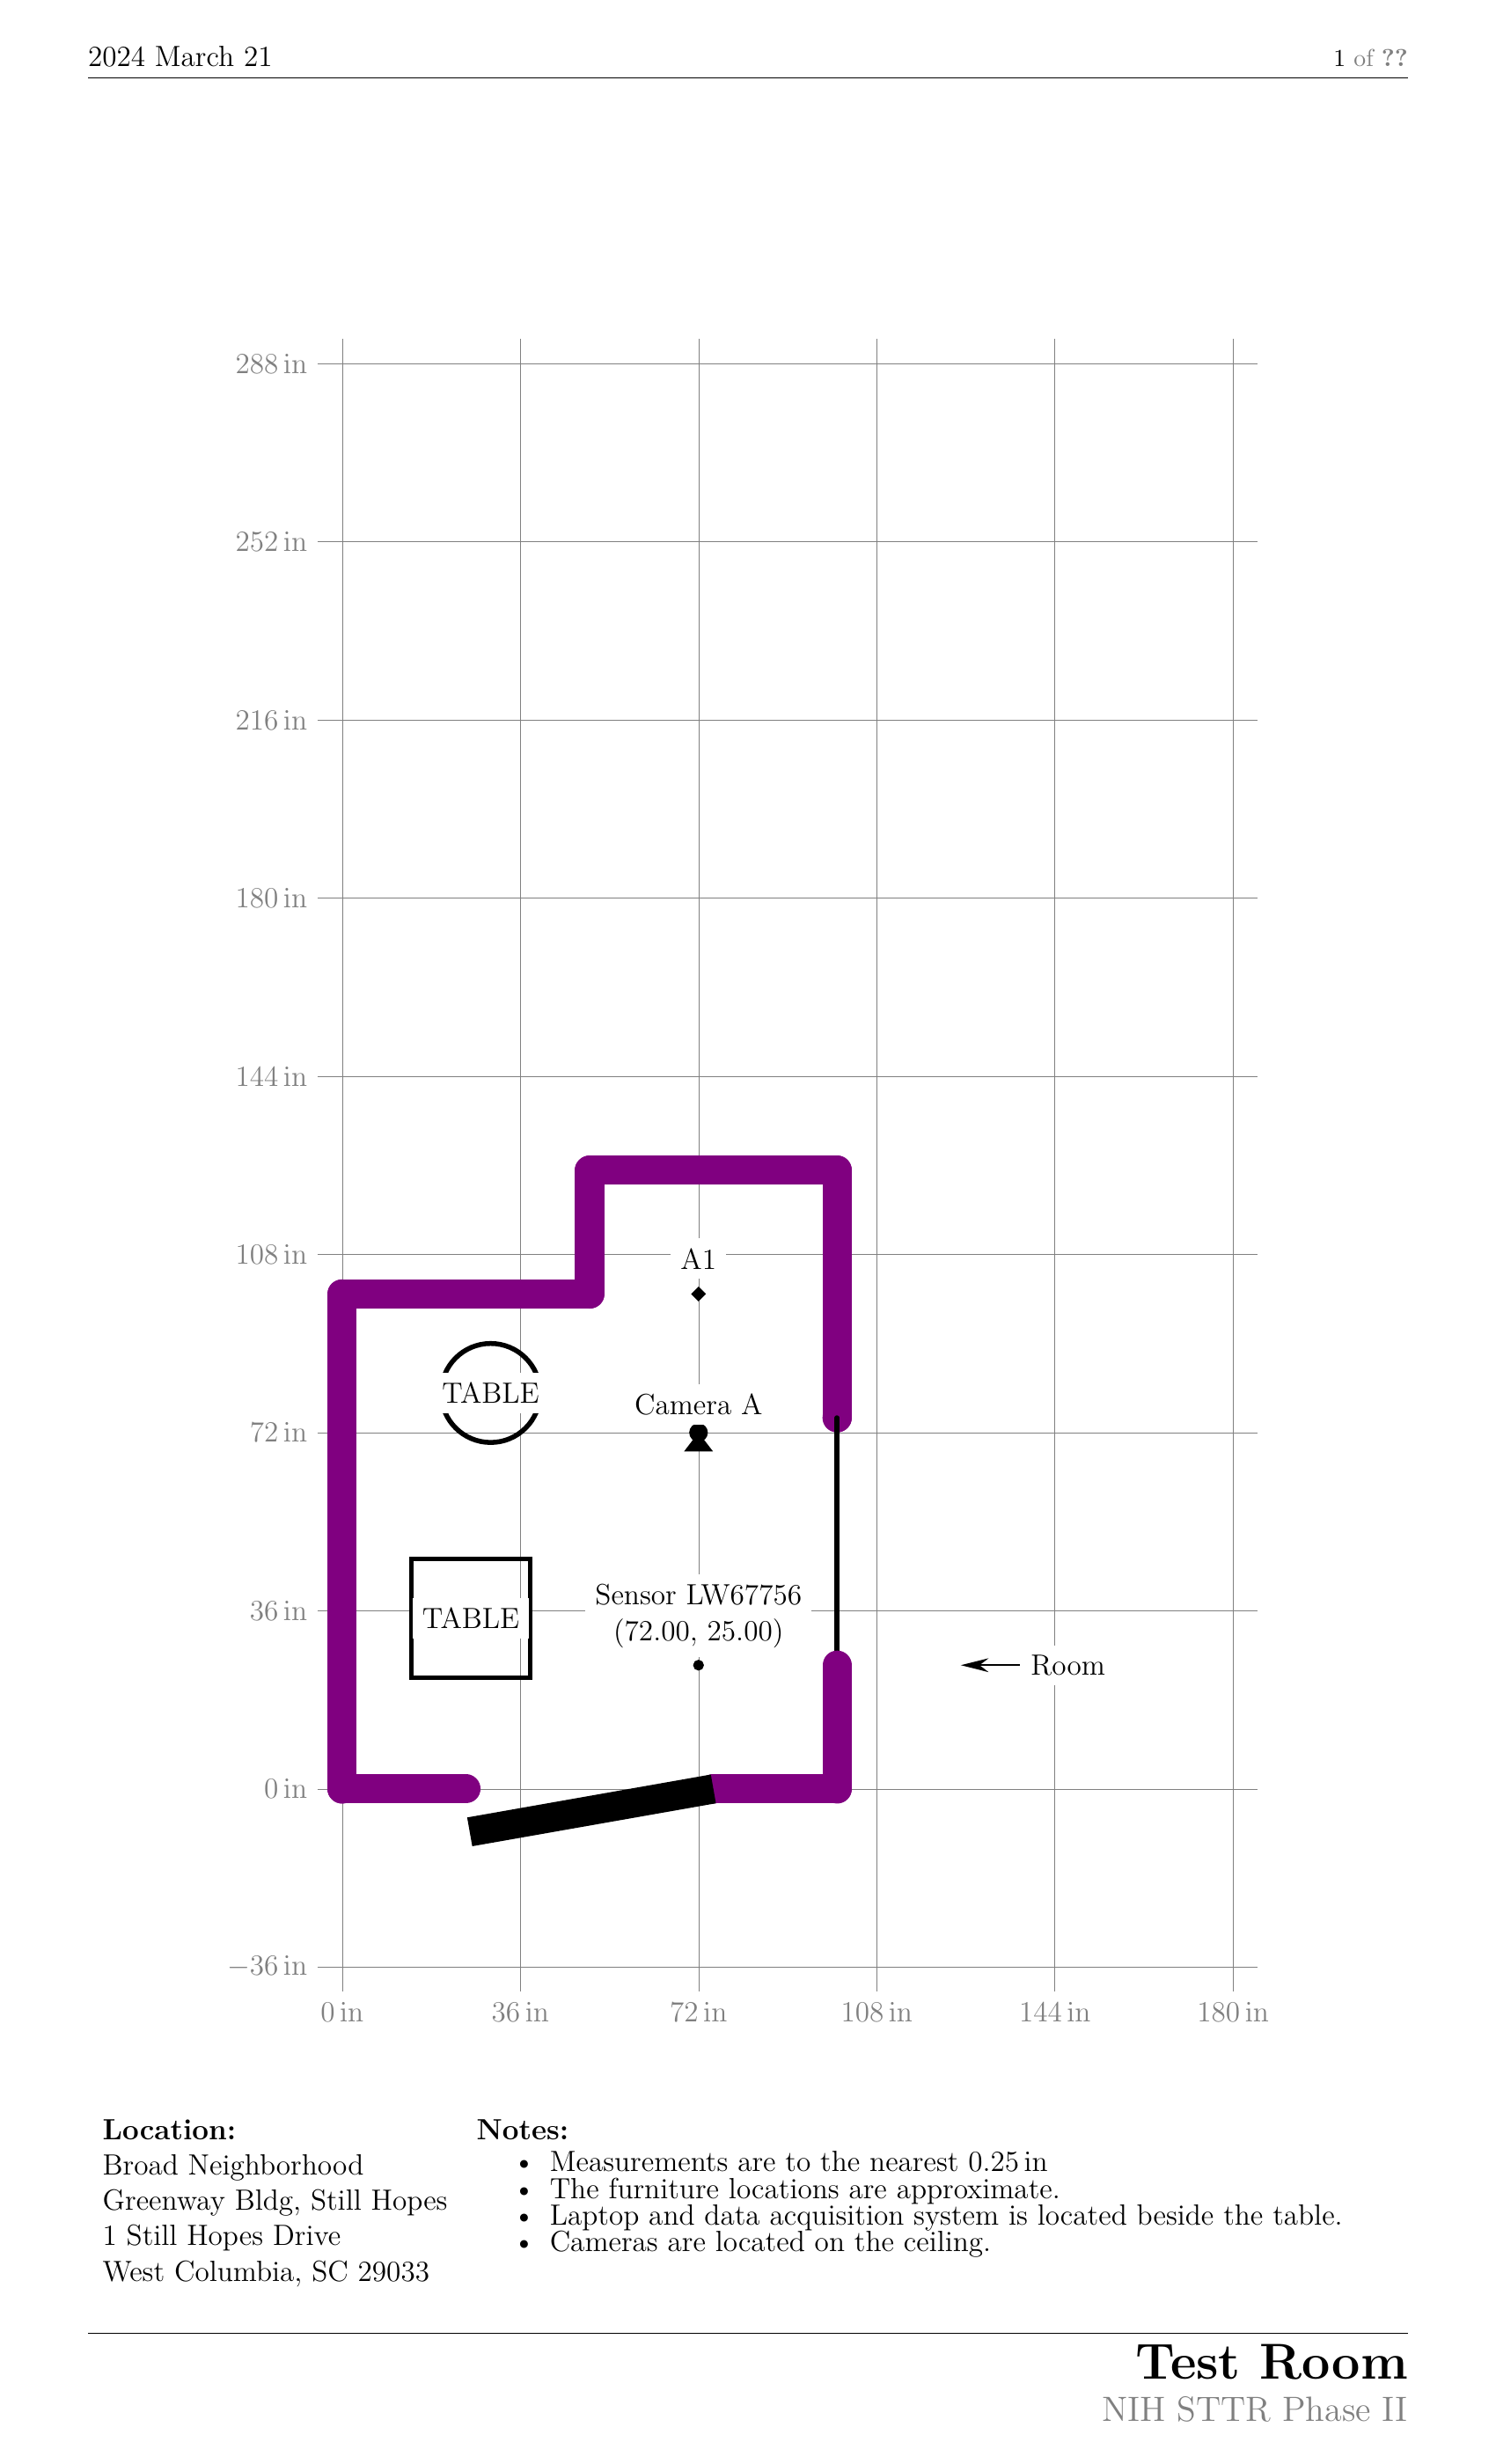 2024 March 21
1 of ??
288 in
252 in
216 in
180 in
144 in
108 in
A1
TABLE
Camera A
72 in
Sensor LW67756
36 in
TABLE
(72.00, 25.00)
Room
0 in
−36 in
0 in 36 in 72 in 108 in 144 in 180 in
Location:
Broad Neighborhood
Greenway Bldg, Still Hopes
1 Still Hopes Drive
West Columbia, SC 29033
Notes:
• Measurements are to the nearest 0.25 in
• The furniture locations are approximate.
• Laptop and data acquisition system is located beside the table.
• Cameras are located on the ceiling.
Test Room
NIH STTR Phase II